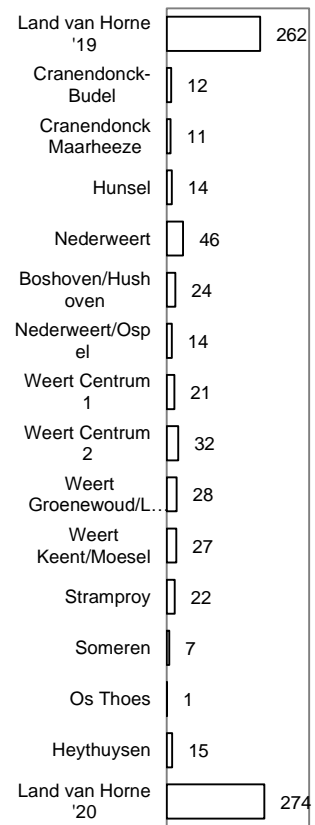 Land van Horne
'19
262
Cranendonck-
Budel
12
Cranendonck
Maarheeze
11
Hunsel
14
Nederweert
46
Boshoven/Hush
oven
24
Nederweert/Osp
el
14
Weert Centrum
1
21
Weert Centrum
2
32
Weert
Groenewoud/L…
28
Weert
Keent/Moesel
27
Stramproy
22
Someren
7
Os Thoes
1
Heythuysen
15
Land van Horne
'20
274